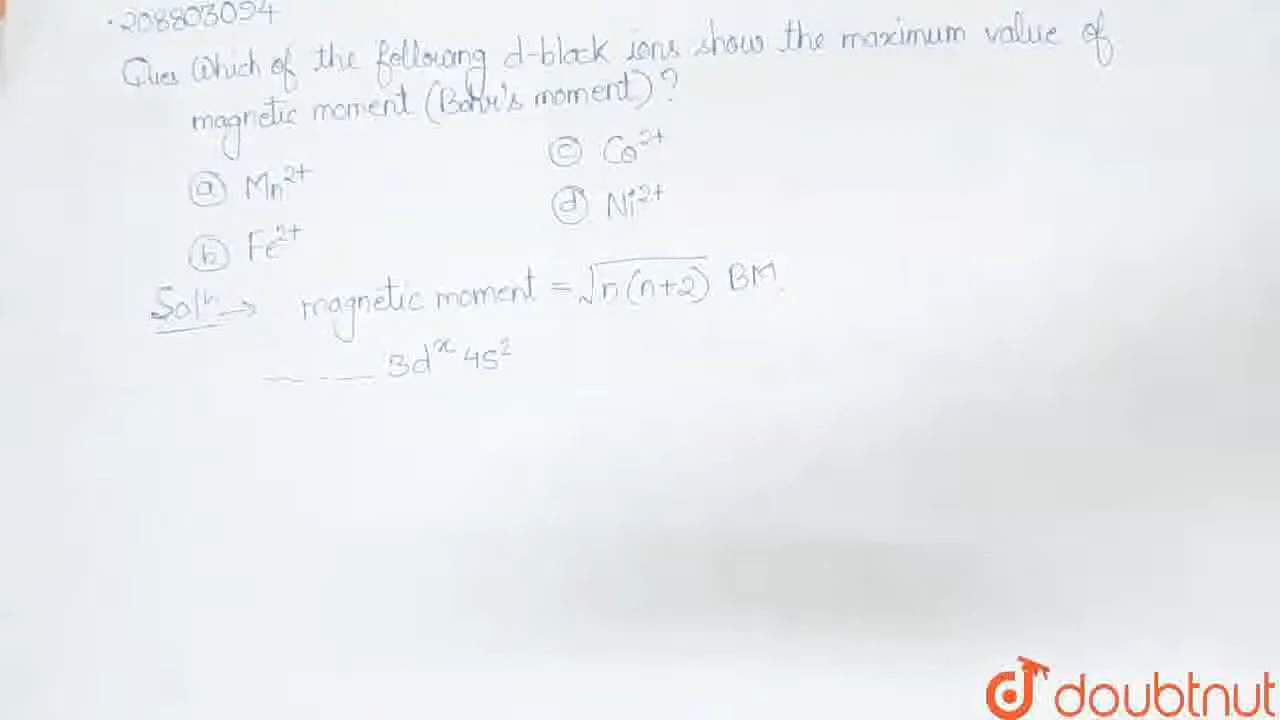 ·208803094
Ques Which of the following d-block ions show the maximum value of
magnetic moment (Bohr's moment)?
(a) Mn²⁺
(c) Co²⁺
(b) Fe²⁺
(d) Ni²⁺
Solⁿ → magnetic moment = √n(n+2) BM.
-- --- 3dˣ 4s²
doubtnut